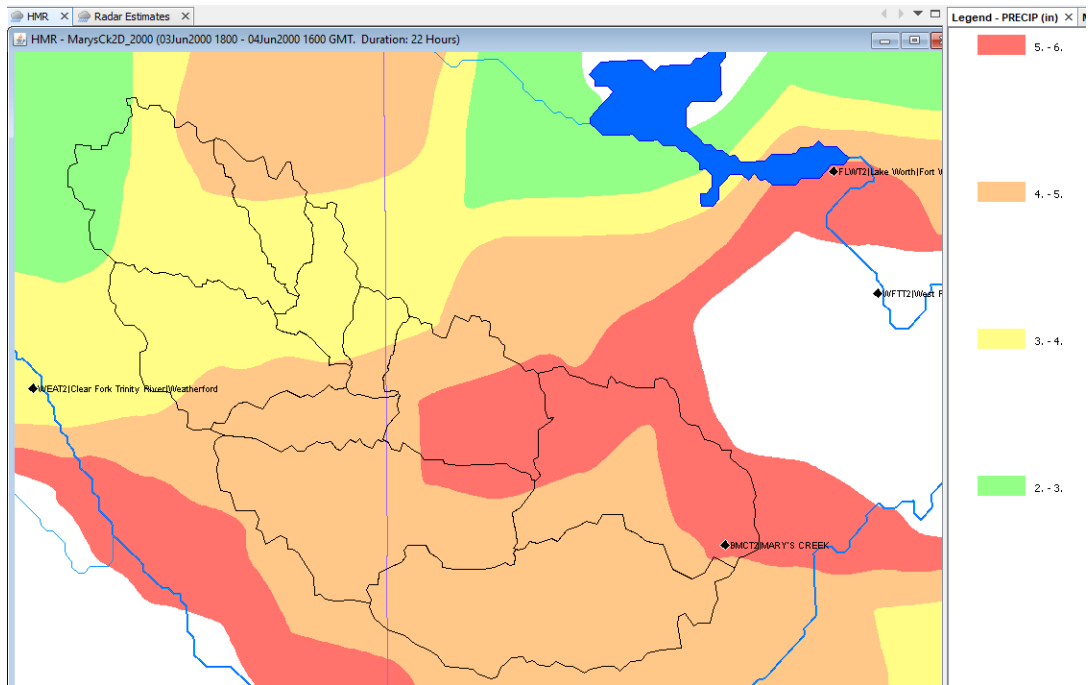 HMR
Radar Estimates
Legend - PRECIP (in)
HMR - MarysCk2D_2000 (03Jun2000 1800 - 04Jun2000 1600 GMT. Duration: 22 Hours)
5. - 6.
FLWT2|Lake Worth|Fort W
4. - 5.
WFTT2|West F
3. - 4.
WEAT2|Clear Fork Trinity River|Weatherford
2. - 3.
BMCT2|MARY'S CREEK